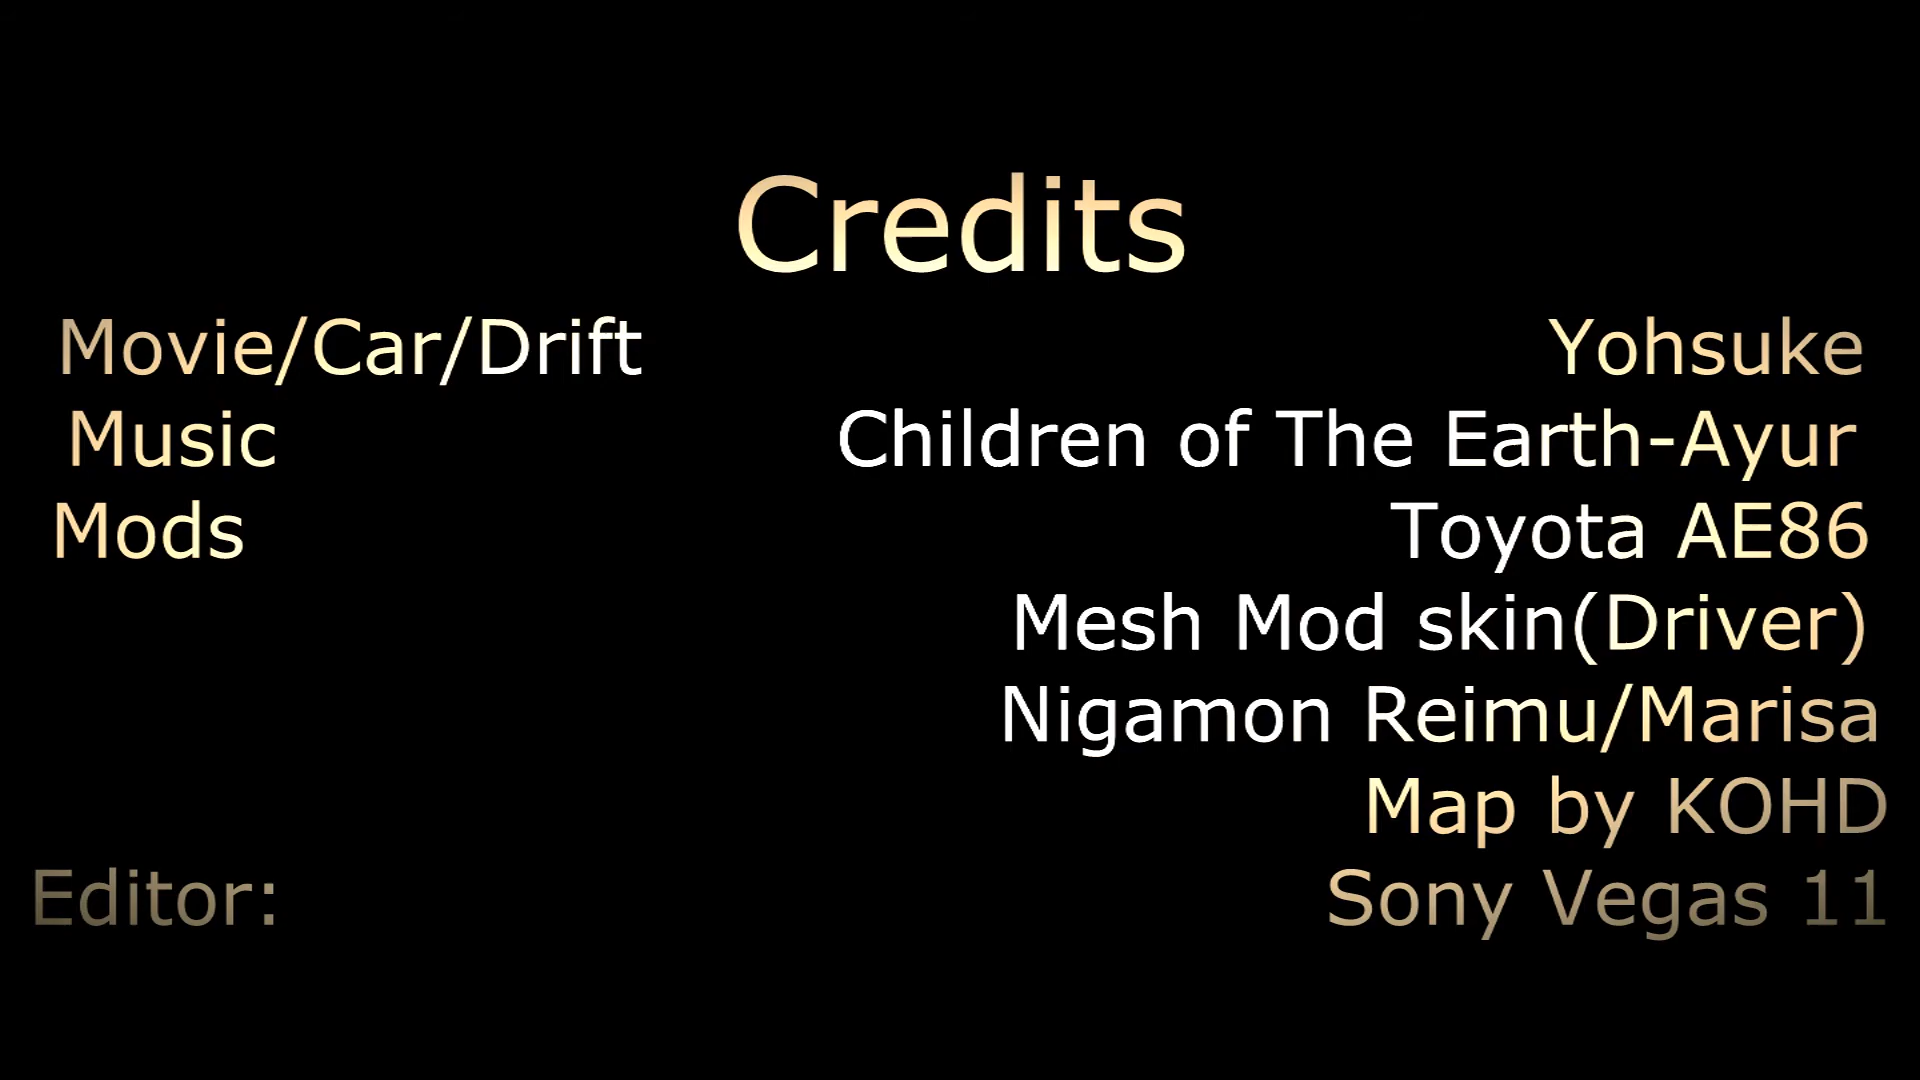 Credits
Movie/Car/Drift Yohsuke
Music Children of The Earth-Ayur
Mods Toyota AE86
Mesh Mod skin(Driver)
Nigamon Reimu/Marisa
Map by KOHD
Editor: Sony Vegas 11